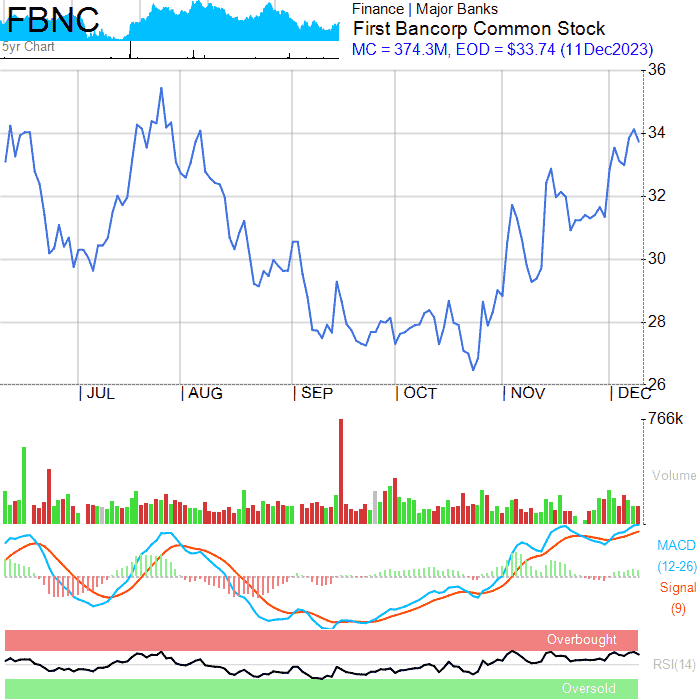 FBNC
5yr Chart
Finance | Major Banks
First Bancorp Common Stock
MC = 374.3M, EOD = $33.74 (11Dec2023)
36
34
32
30
28
26
| JUL | AUG | SEP | OCT | NOV | DEC
766k
Volume
MACD
(12-26)
Signal
(9)
Overbought
RSI(14)
Oversold